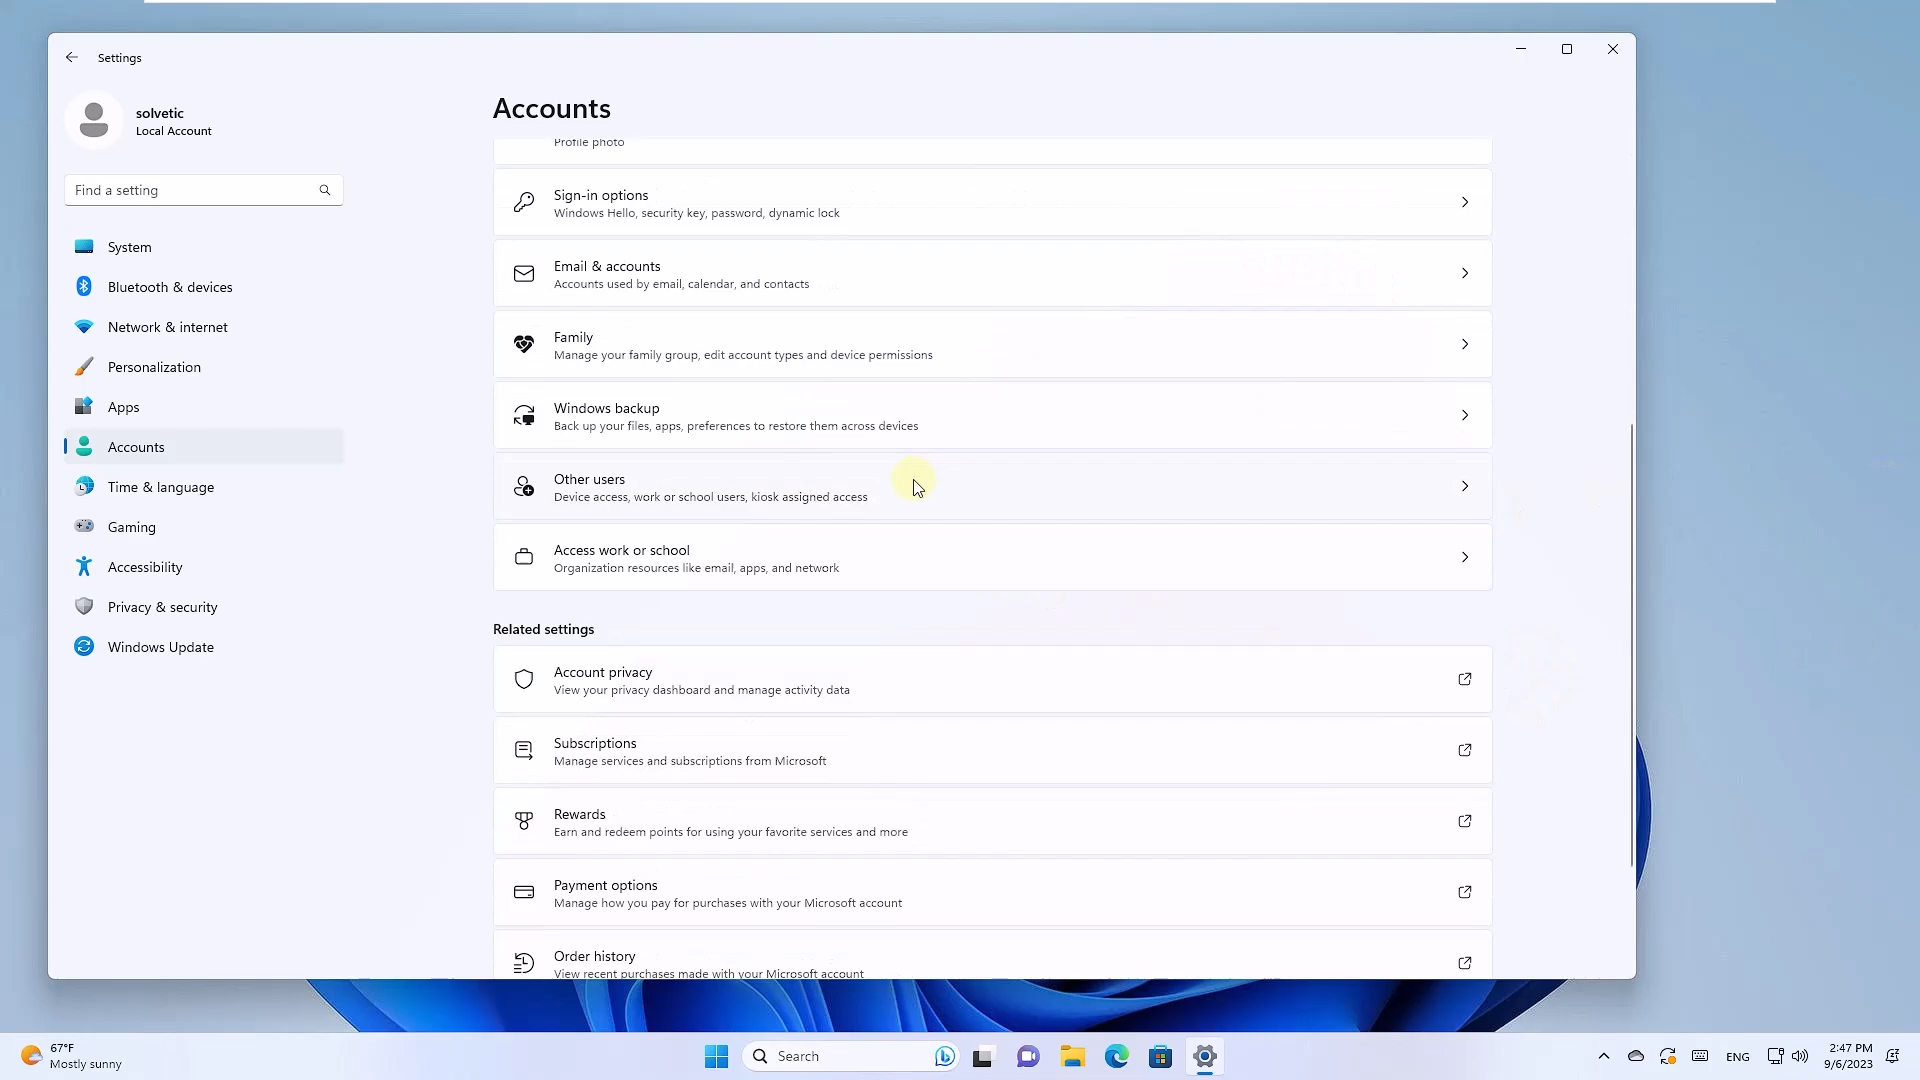 Settings
solvetic
Local Account
Find a setting
System
Bluetooth & devices
Network & internet
Personalization
Apps
Accounts
Time & language
Gaming
Accessibility
Privacy & security
Windows Update
Accounts
Profile photo
Sign-in options
Windows Hello, security key, password, dynamic lock
Email & accounts
Accounts used by email, calendar, and contacts
Family
Manage your family group, edit account types and device permissions
Windows backup
Back up your files, apps, preferences to restore them across devices
Other users
Device access, work or school users, kiosk assigned access
Access work or school
Organization resources like email, apps, and network
Related settings
Account privacy
View your privacy dashboard and manage activity data
Subscriptions
Manage services and subscriptions from Microsoft
Rewards
Earn and redeem points for using your favorite services and more
Payment options
Manage how you pay for purchases with your Microsoft account
Order history
View recent purchases made with your Microsoft account
67°F
Mostly sunny
Search
ENG
2:47 PM
9/6/2023